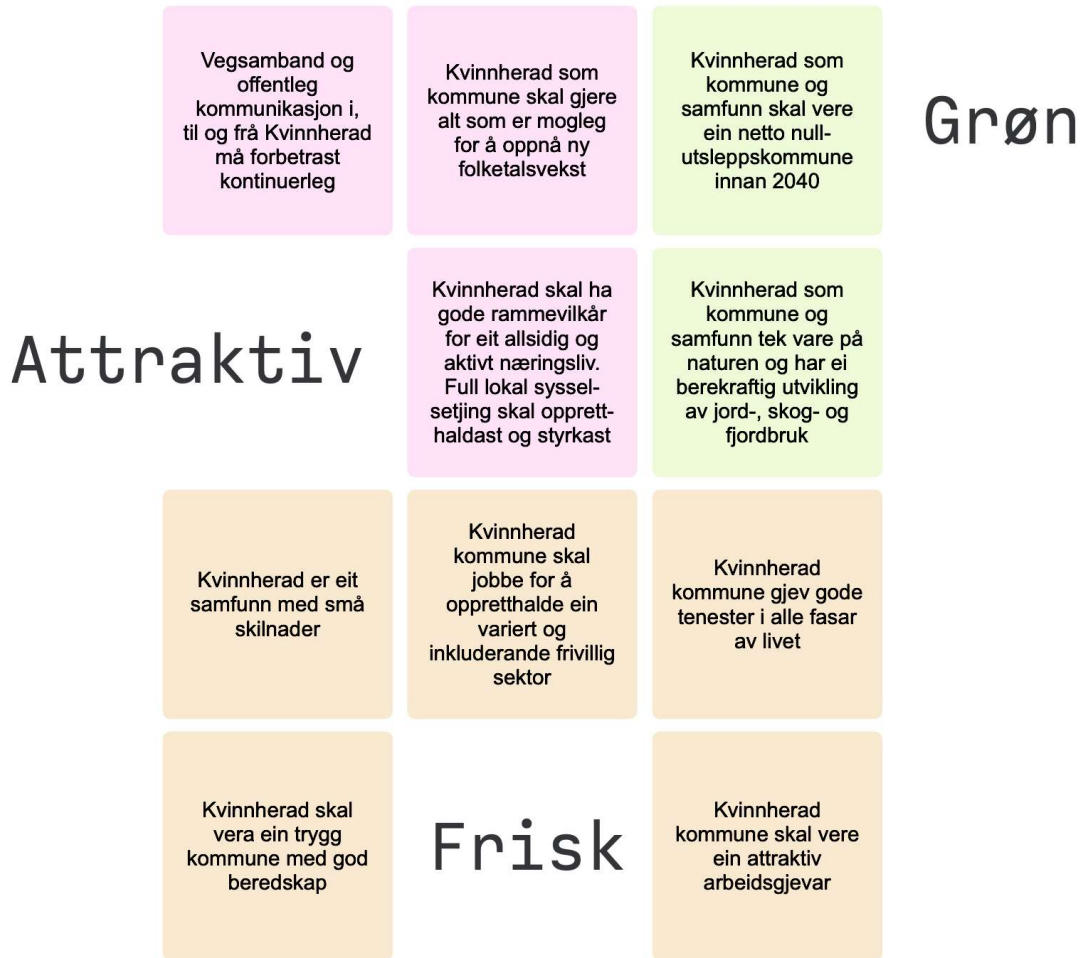 Vegsamband og
offentleg
kommunikasjon i,
til og frå Kvinnherad
må forbetrast
kontinuerleg
Kvinnherad som
kommune skal gjere
alt som er mogleg
for å oppnå ny
folketalsvekst
Kvinnherad som
kommune og
samfunn skal vere
ein netto null-
utsleppskommune
innan 2040
Grøn
Attraktiv
Kvinnherad skal ha
gode rammevilkår
for eit allsidig og
aktivt næringsliv.
Full lokal syssel-
setjing skal opprett-
haldast og styrkast
Kvinnherad som
kommune og
samfunn tek vare på
naturen og har ei
berekraftig utvikling
av jord-, skog- og
fjordbruk
Kvinnherad er eit
samfunn med små
skilnader
Kvinnherad
kommune skal
jobbe for å
oppretthalde ein
variert og
inkluderande frivillig
sektor
Kvinnherad
kommune gjev gode
tenester i alle fasar
av livet
Kvinnherad skal
vera ein trygg
kommune med god
beredskap
Frisk
Kvinnherad
kommune skal vere
ein attraktiv
arbeidsgjevar